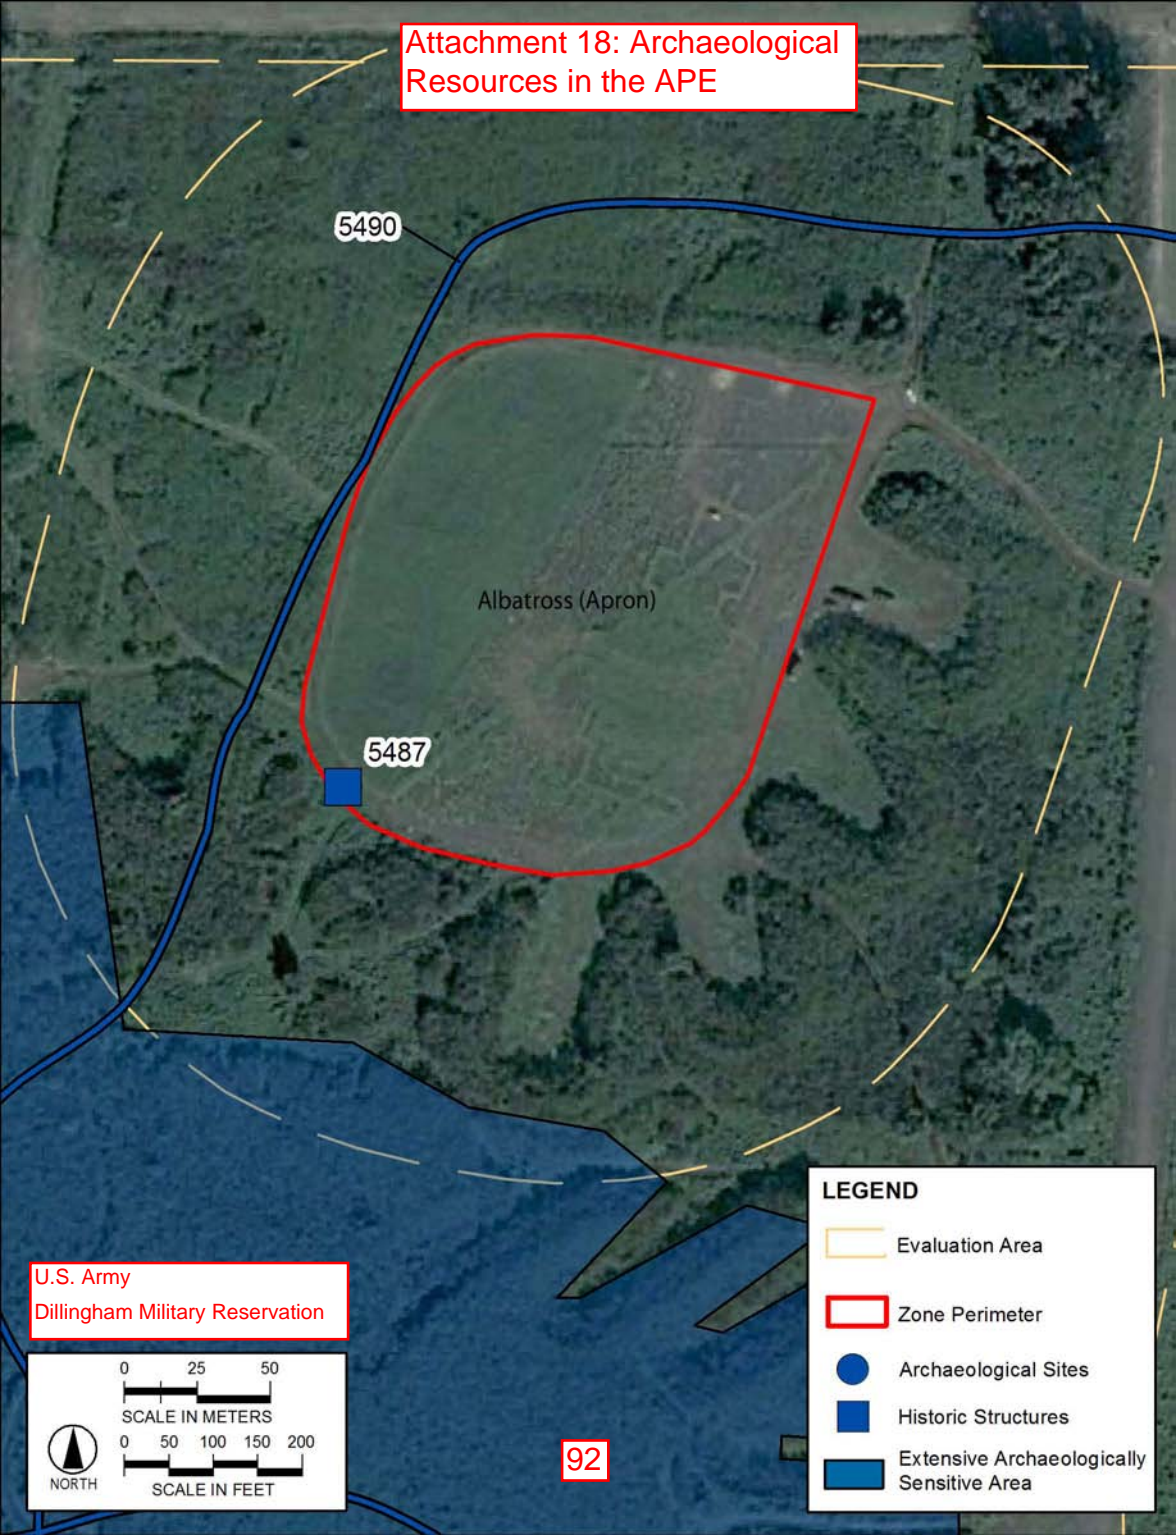 Attachment 18: Archaeological
Resources in the APE
5490
Albatross (Apron)
5487
U.S. Army
Dillingham Military Reservation
0 25 50
SCALE IN METERS
0 50 100 150 200
SCALE IN FEET
NORTH
92
LEGEND
Evaluation Area
Zone Perimeter
Archaeological Sites
Historic Structures
Extensive Archaeologically
Sensitive Area